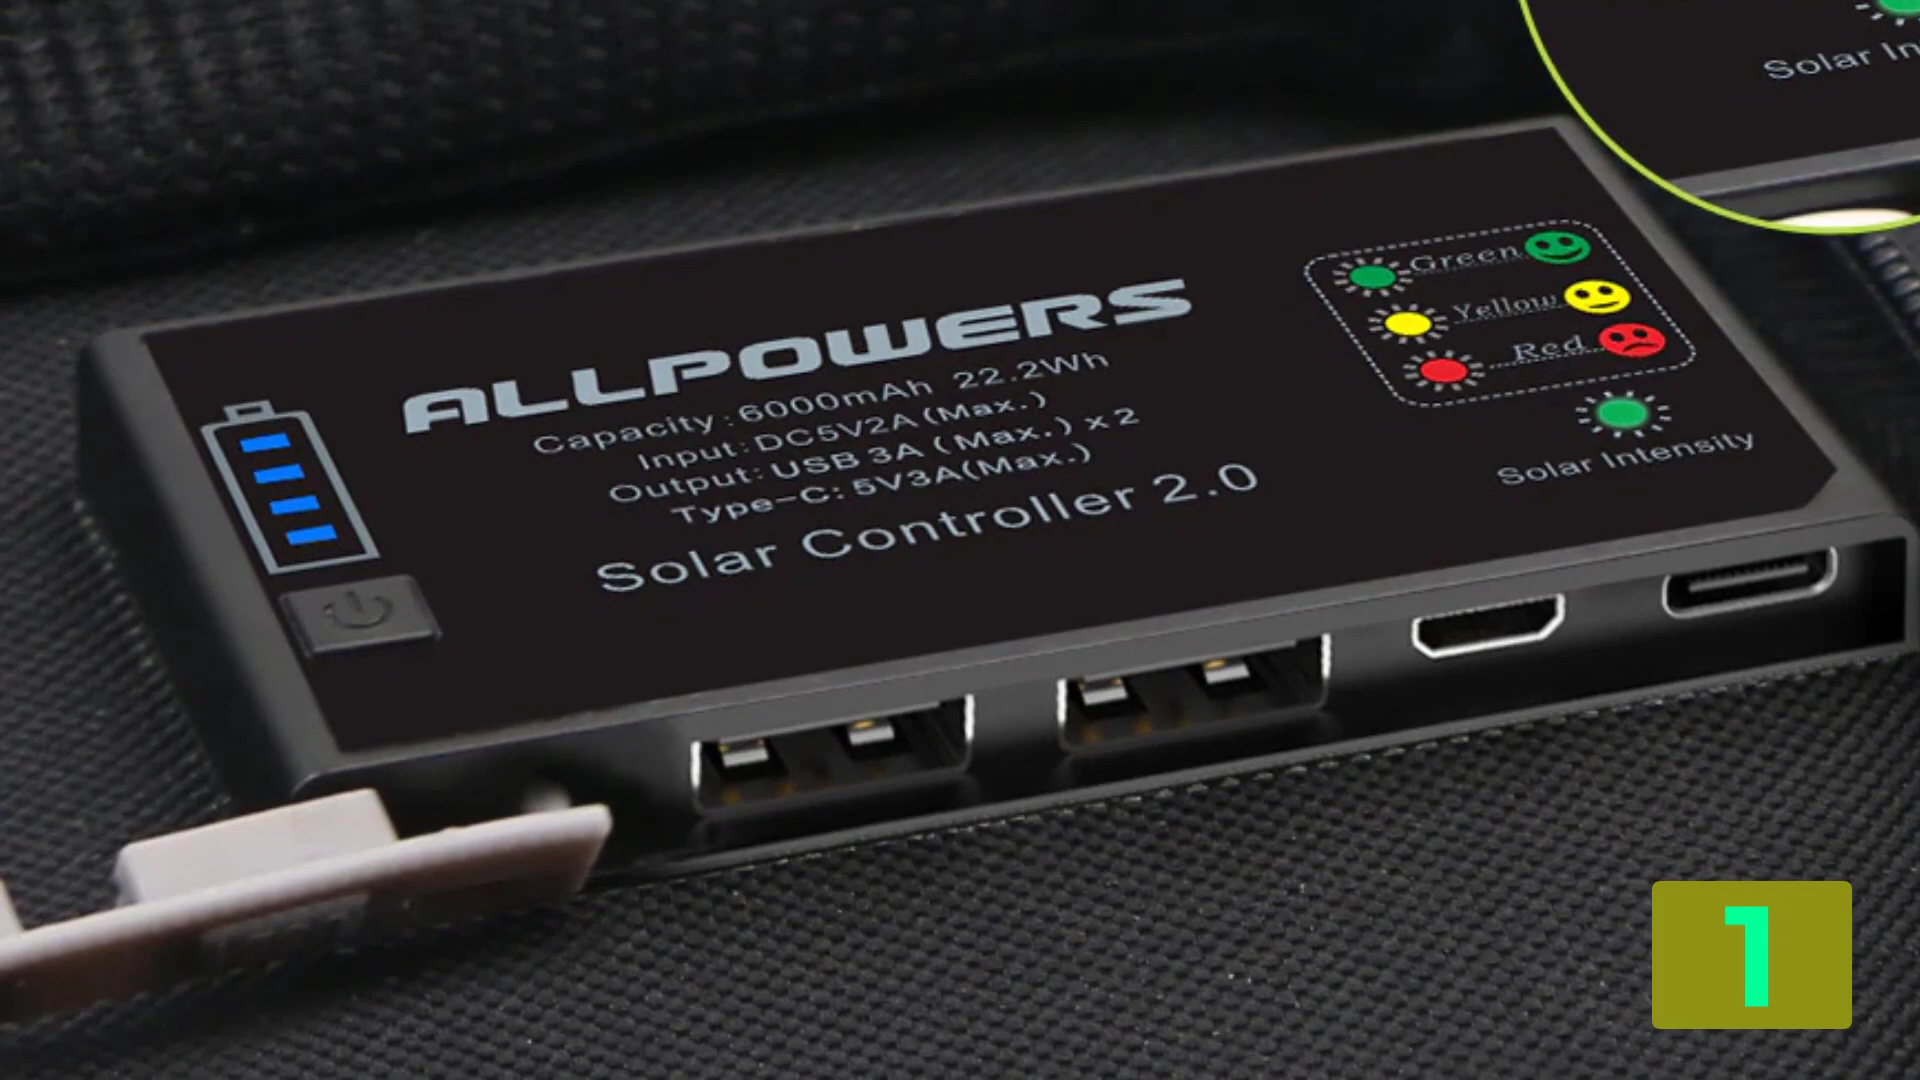 Solar In
Green
Yellow
Red
ALLPOWERS
Capacity:6000mAh 22.2Wh
Input:DC5V2A(Max.)
Output:USB 3A (Max.) x 2
Type-C:5V3A(Max.)
Solar Controller 2.0
Solar Intensity
1